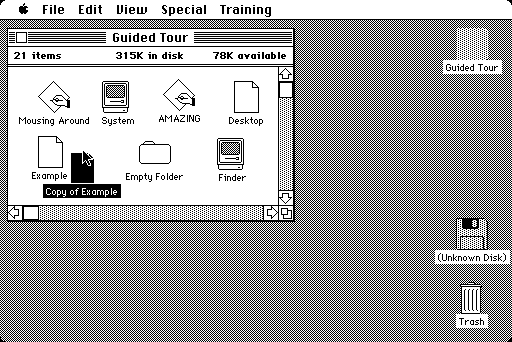 File Edit View Special Training
Guided Tour
21 items 315K in disk 78K available
Mousing Around System AMAZING Desktop
Example Empty Folder Finder
Copy of Example
Guided Tour
(Unknown Disk)
Trash